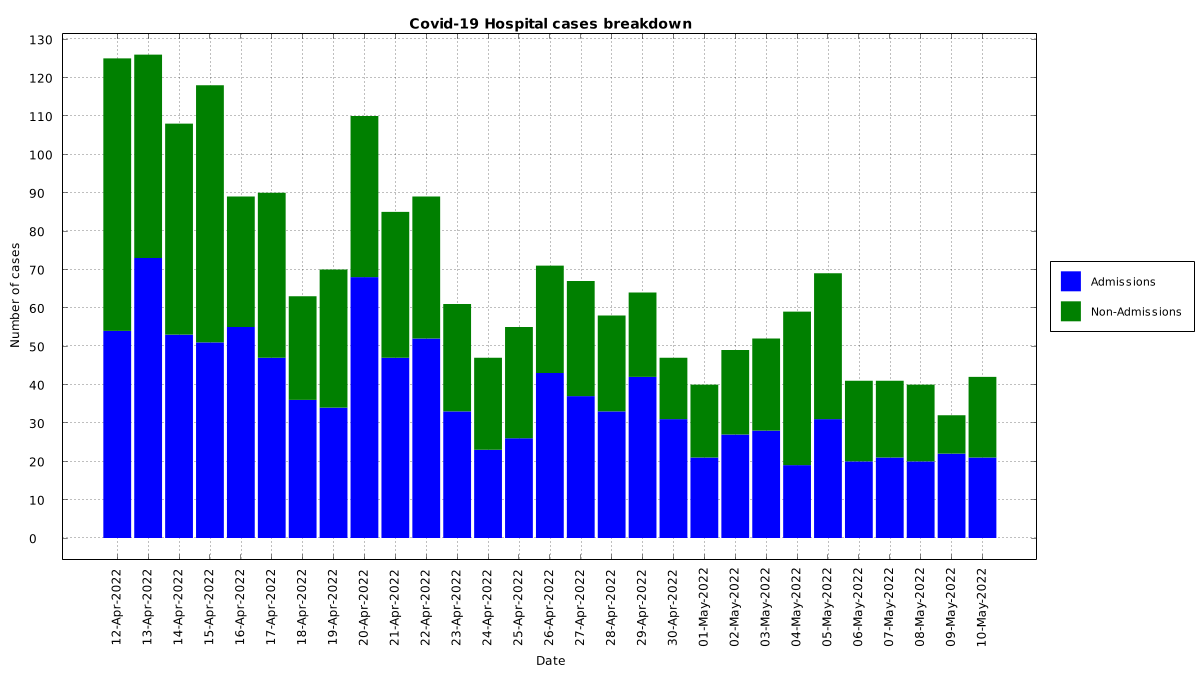 Covid-19 Hospital cases breakdown
130
120
110
100
90
80
70
60
50
40
30
20
10
0
Number of cases
12-Apr-2022
13-Apr-2022
14-Apr-2022
15-Apr-2022
16-Apr-2022
17-Apr-2022
18-Apr-2022
19-Apr-2022
20-Apr-2022
21-Apr-2022
22-Apr-2022
23-Apr-2022
24-Apr-2022
25-Apr-2022
26-Apr-2022
27-Apr-2022
28-Apr-2022
29-Apr-2022
30-Apr-2022
01-May-2022
02-May-2022
03-May-2022
04-May-2022
05-May-2022
06-May-2022
07-May-2022
08-May-2022
09-May-2022
10-May-2022
Date
Admissions
Non-Admissions